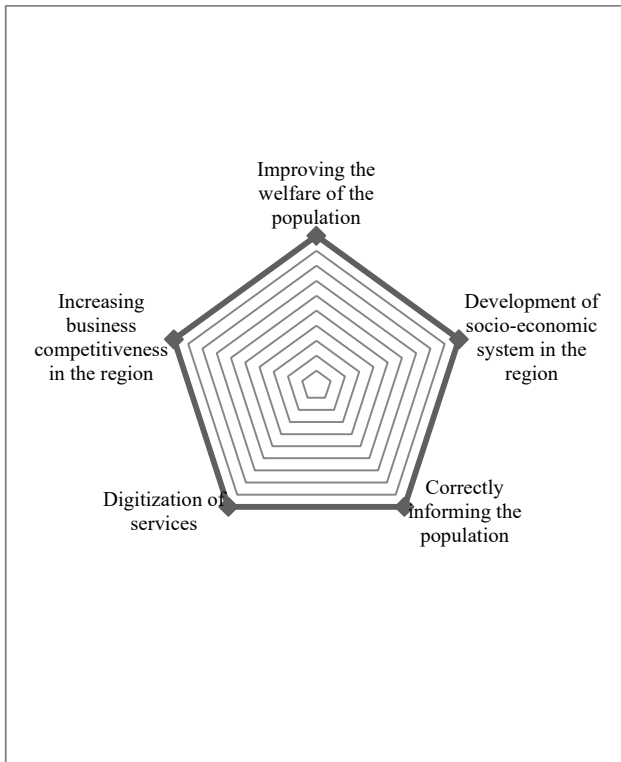 Improving the
welfare of the
population
Development of
socio-economic
system in the
region
Correctly
informing the
population
Digitization of
services
Increasing
business
competitiveness
in the region